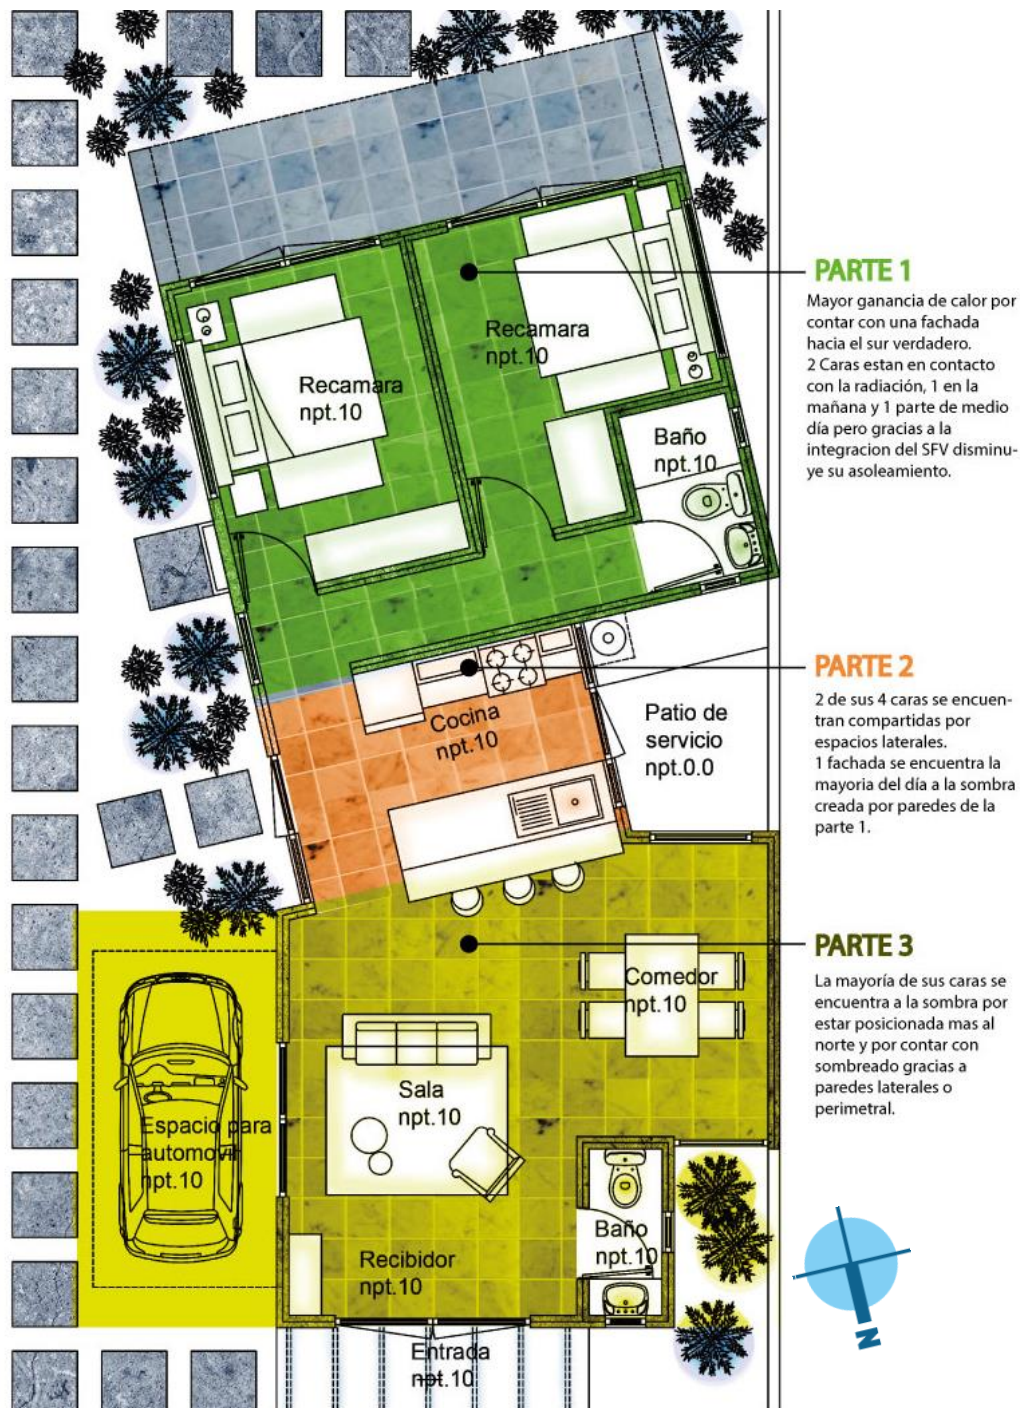 PARTE 1
Mayor ganancia de calor por
contar con una fachada
hacia el sur verdadero.
2 Caras estan en contacto
con la radiación, 1 en la
mañana y 1 parte de medio
día pero gracias a la
integracion del SFV disminu-
ye su asoleamiento.
Recamara
npt.10
Recamara
npt.10
Baño
npt.10
PARTE 2
2 de sus 4 caras se encuen-
tran compartidas por
espacios laterales.
1 fachada se encuentra la
mayoria del día a la sombra
creada por paredes de la
parte 1.
Cocina
npt.10
Patio de
servicio
npt.0.0
PARTE 3
La mayoría de sus caras se
encuentra a la sombra por
estar posicionada mas al
norte y por contar con
sombreado gracias a
paredes laterales o
perimetral.
Comedor
npt.10
Sala
npt.10
Espacio para
automovil
npt.10
Baño
npt.10
Recibidor
npt.10
Entrada
npt.10
N